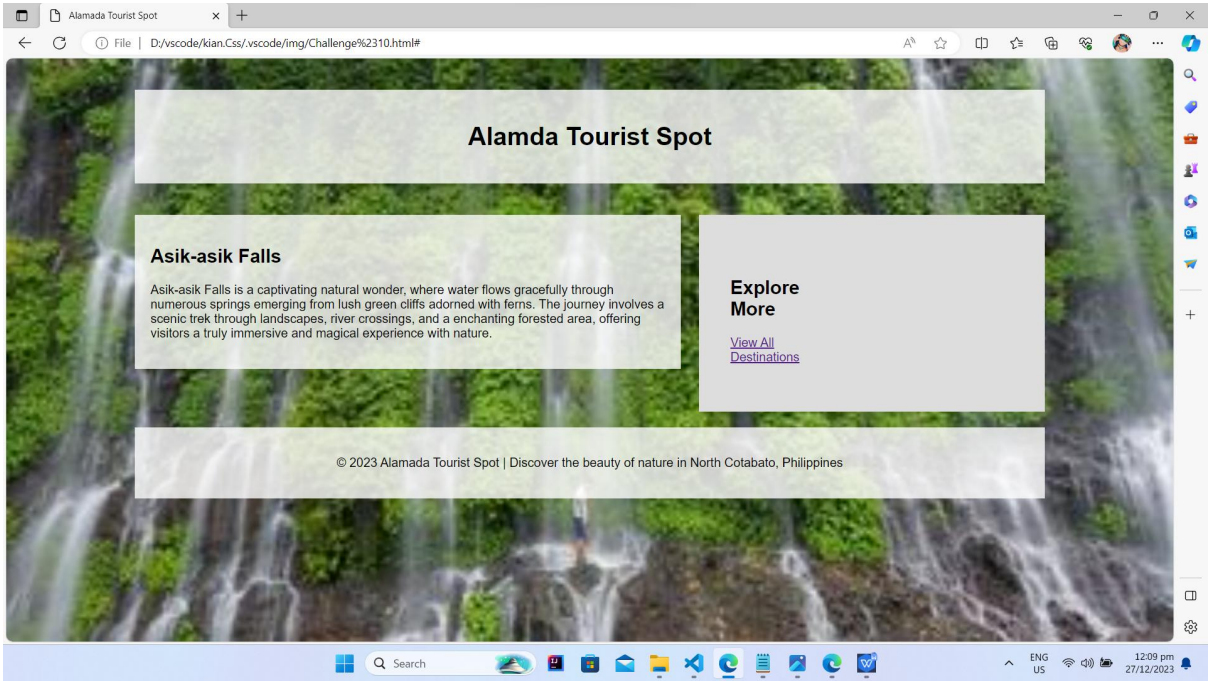 Alamada Tourist Spot
File
D:/vscode/kian.Css/.vscode/img/Challenge%2310.html#
Alamda Tourist Spot
Asik-asik Falls
Asik-asik Falls is a captivating natural wonder, where water flows gracefully through
numerous springs emerging from lush green cliffs adorned with ferns. The journey involves a
scenic trek through landscapes, river crossings, and a enchanting forested area, offering
visitors a truly immersive and magical experience with nature.
Explore
More
View All
Destinations
© 2023 Alamada Tourist Spot | Discover the beauty of nature in North Cotabato, Philippines
Search
ENG
US
12:09 pm
27/12/2023